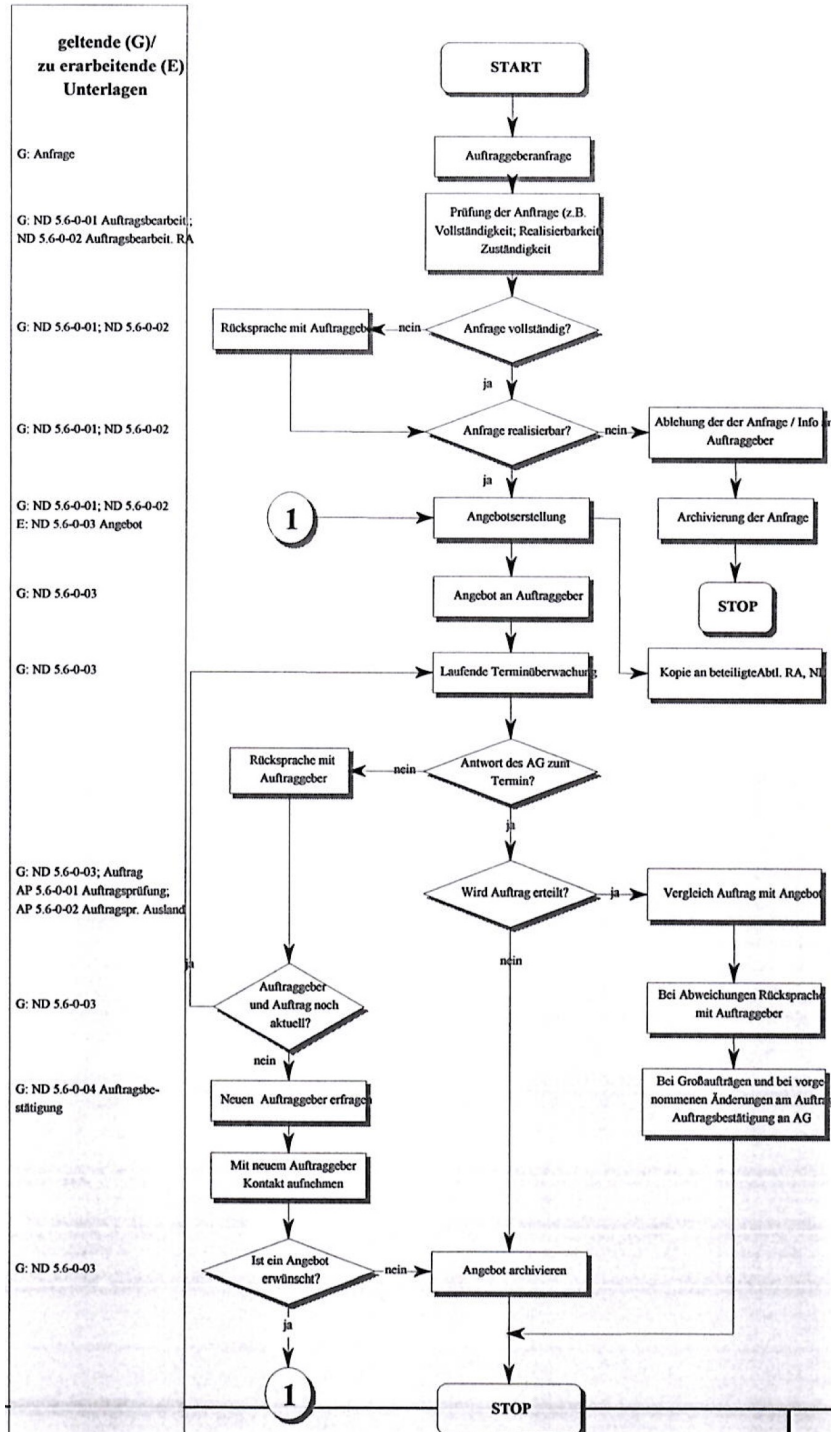 geltende (G)/
zu erarbeitende (E)
Unterlagen
START
G: Anfrage
Auftraggeberanfrage
G: ND 5.6-0-01 Auftragsbearbeit.;
ND 5.6-0-02 Auftragsbearbeit. RA
Prüfung der Anfrage (z.B.
Vollständigkeit; Realisierbarkeit
Zuständigkeit
G: ND 5.6-0-01; ND 5.6-0-02
Rücksprache mit Auftraggeb
nein
Anfrage vollständig?
ja
G: ND 5.6-0-01; ND 5.6-0-02
Anfrage realisierbar?
nein
Ablehung der der Anfrage / Info
Auftraggeber
ja
G: ND 5.6-0-01; ND 5.6-0-02
E: ND 5.6-0-03 Angebot
1
Angebotserstellung
Archivierung der Anfrage
G: ND 5.6-0-03
Angebot an Auftraggeber
STOP
G: ND 5.6-0-03
Laufende Terminüberwachung
Kopie an beteiligteAbtl. RA, NL
Rücksprache mit
Auftraggeber
nein
Antwort des AG zum
Termin?
ja
G: ND 5.6-0-03; Auftrag
AP 5.6-0-01 Auftragsprüfung;
AP 5.6-0-02 Auftragspr. Ausland
Wird Auftrag erteilt?
ja
Vergleich Auftrag mit Angebot
nein
ja
G: ND 5.6-0-03
Auftraggeber
und Auftrag noch
aktuell?
Bei Abweichungen Rücksprache
mit Auftraggeber
nein
G: ND 5.6-0-04 Auftragsbe-
stätigung
Neuen Auftraggeber erfragen
Bei Großaufträgen und bei vorge
nommenen Änderungen am Auftra
Auftragsbestätigung an AG
Mit neuem Auftraggeber
Kontakt aufnehmen
G: ND 5.6-0-03
Ist ein Angebot
erwünscht?
nein
Angebot archivieren
ja
1
STOP